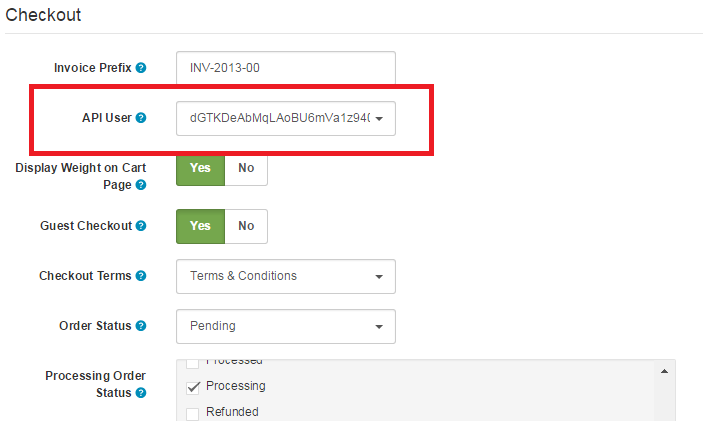 Checkout
Invoice Prefix ?
INV-2013-00
API User ?
dGTKDeAbMqLAoBU6mVa1z940
Display Weight on Cart
Page ?
Yes No
Guest Checkout ?
Yes No
Checkout Terms ?
Terms & Conditions
Order Status ?
Pending
Processed
Processing Order
Status ?
Processing
Refunded